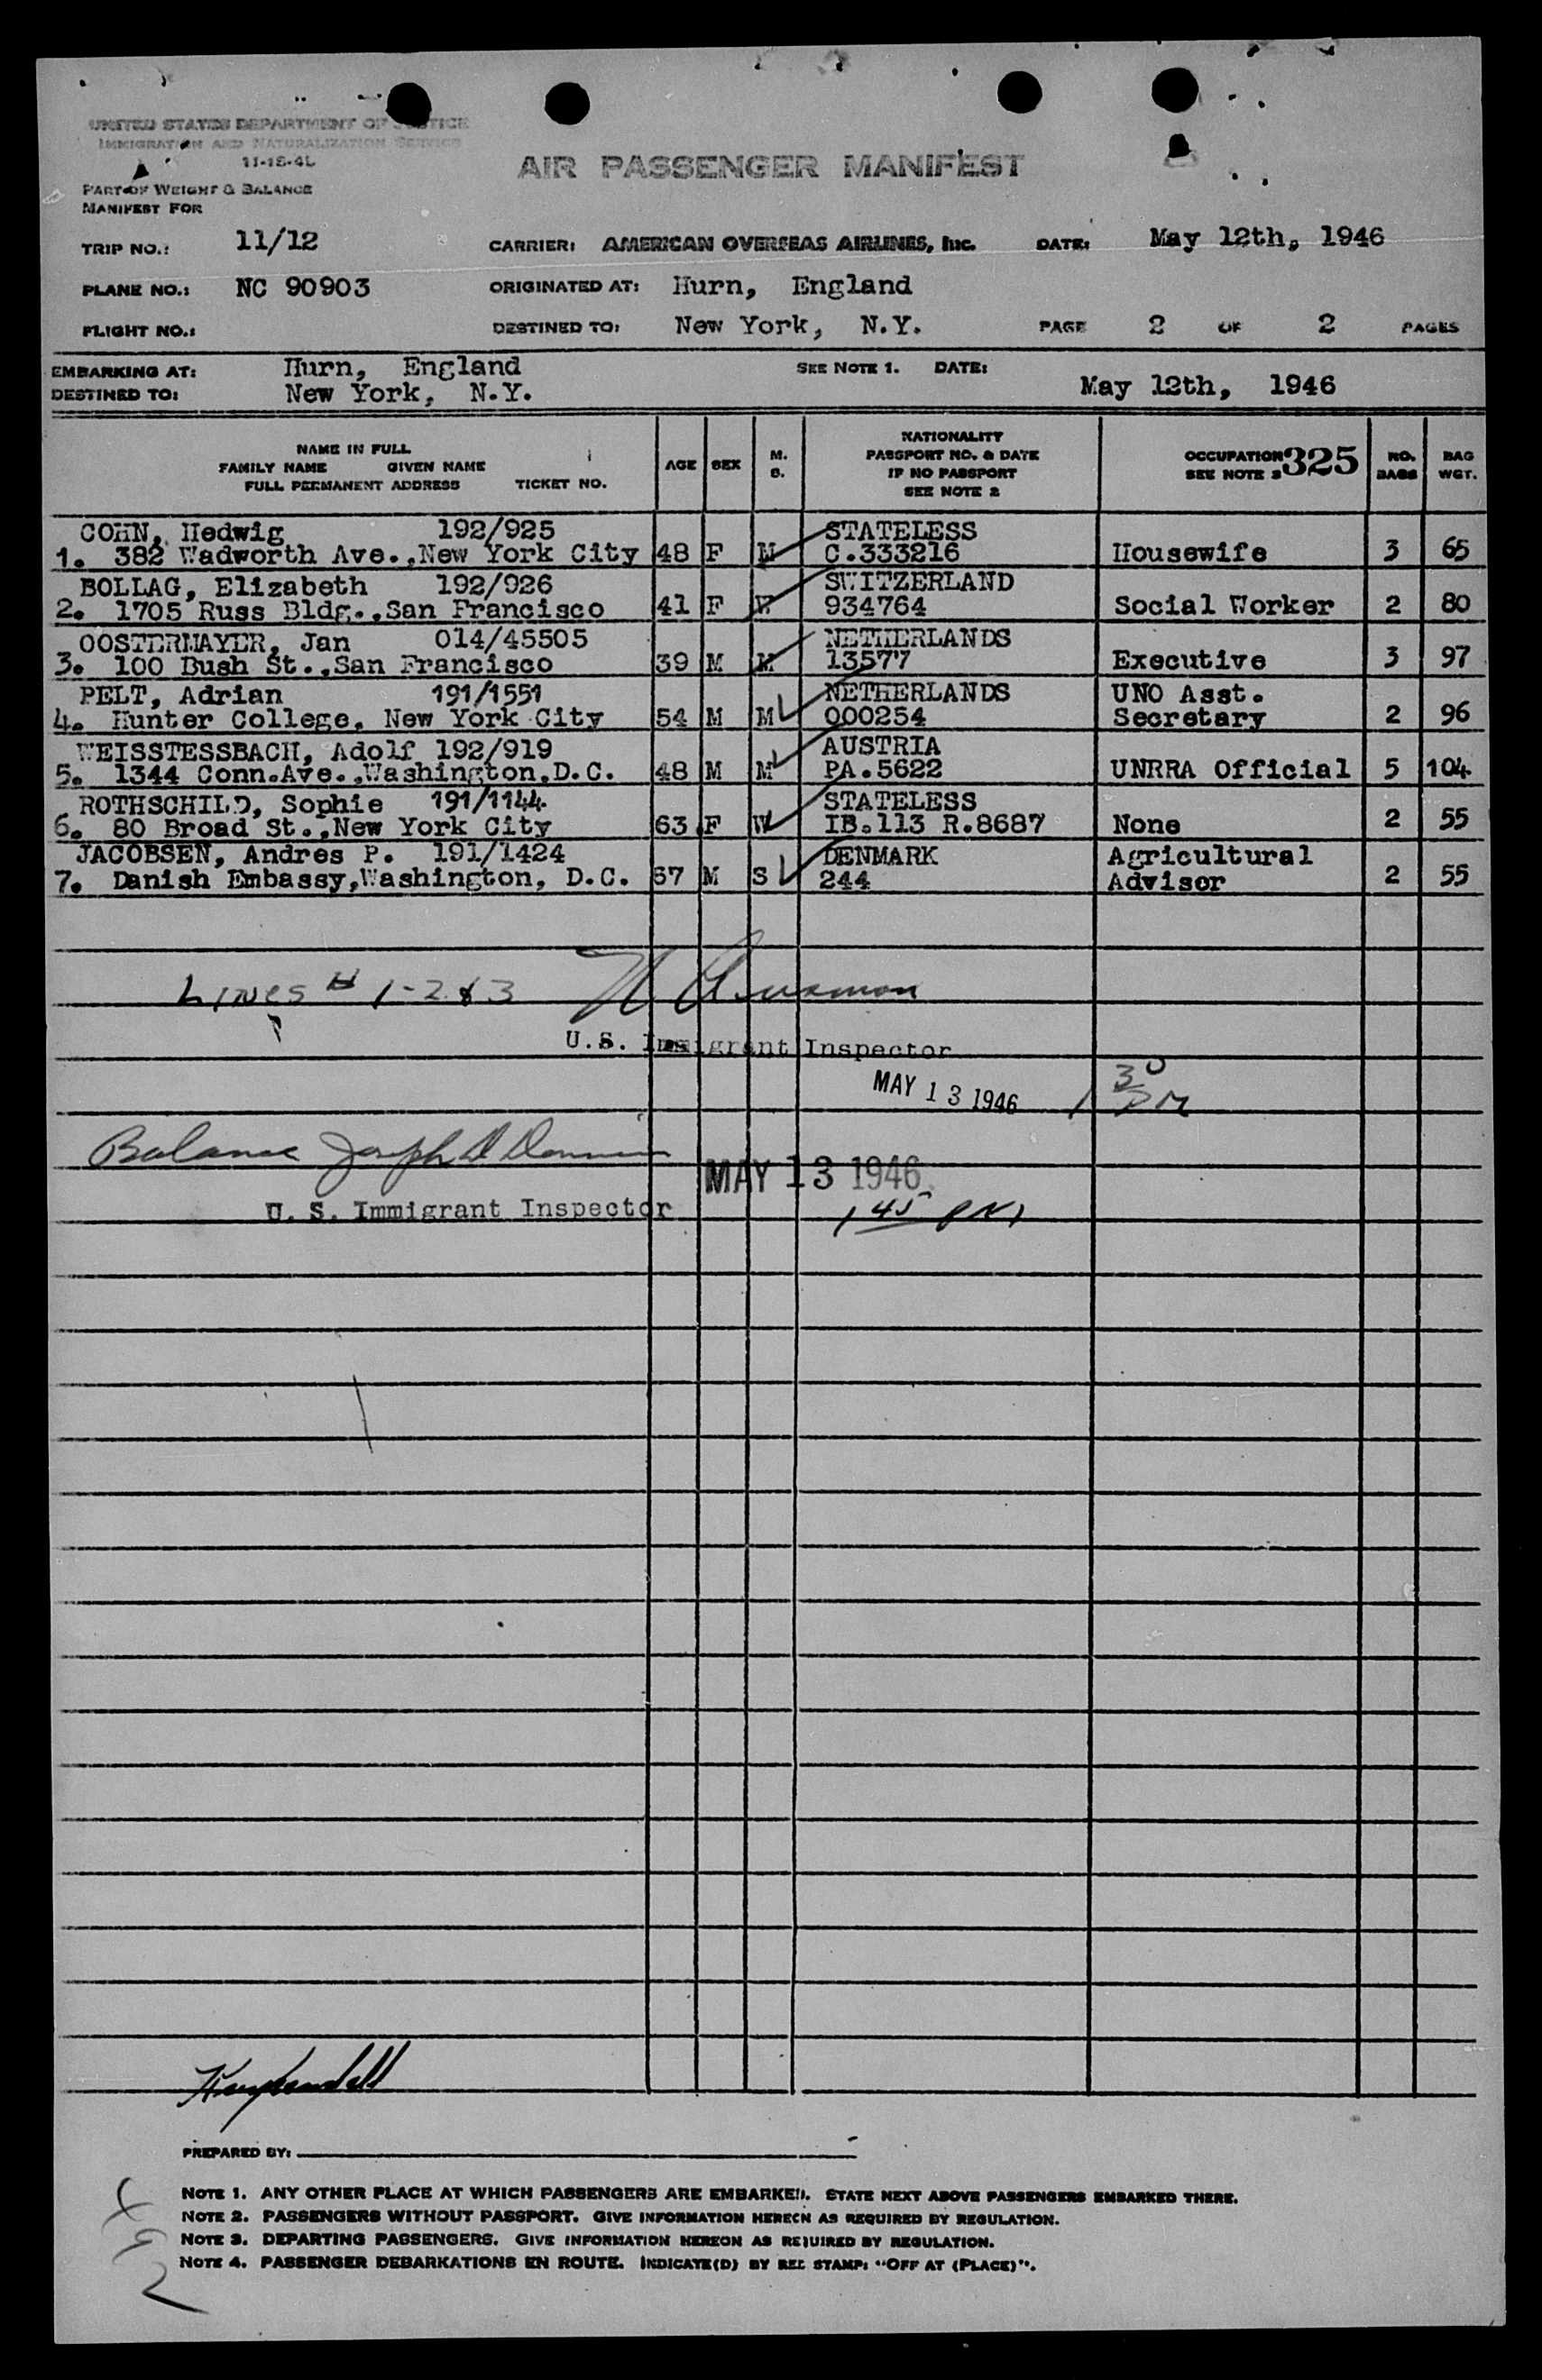 UNITED STATES DEPARTMENT OF JUSTICE
IMMIGRATION AND NATURALIZATION SERVICE
11-18-41
AIR PASSENGER MANIFEST
PART OF WEIGHT & BALANCE
MANIFEST FOR
TRIP NO.: 11/12 CARRIER: AMERICAN OVERSEAS AIRLINES, Inc. DATE: May 12th, 1946
PLANE NO.: NC 90903 ORIGINATED AT: Hurn, England
FLIGHT NO.: DESTINED TO: New York, N.Y. PAGE 2 OF 2 PAGES
EMBARKING AT: Hurn, England SEE NOTE 1. DATE:
DESTINED TO: New York, N.Y. May 12th, 1946
NAME IN FULL
FAMILY NAME GIVEN NAME
FULL PERMANENT ADDRESS TICKET NO.
AGE SEX M. S.
NATIONALITY
PASSPORT NO. & DATE
IF NO PASSPORT
SEE NOTE 2
OCCUPATION 325
SEE NOTE 3
NO. BAGS
BAG WGT.
COHN, Hedwig 192/925 STATELESS
1. 382 Wadworth Ave.,New York City 48 F M C.333216 Housewife 3 65
BOLLAG, Elizabeth 192/926 SWITZERLAND
2. 1705 Russ Bldg.,San Francisco 41 F W 934764 Social Worker 2 80
OOSTERMAYER, Jan 014/45505 NETHERLANDS
3. 100 Bush St.,San Francisco 39 M M 13577 Executive 3 97
PELT, Adrian 191/1551 NETHERLANDS UNO Asst.
4. Hunter College, New York City 54 M M 000254 Secretary 2 96
WEISSTESSBACH, Adolf 192/919 AUSTRIA
5. 1344 Conn.Ave.,Washington,D.C. 48 M M PA.5622 UNRRA Official 5 104
ROTHSCHILD, Sophie 191/1144 STATELESS
6. 80 Broad St.,New York City 63 F W IB.113 R.8687 None 2 55
JACOBSEN, Andres P. 191/1424 DENMARK Agricultural
7. Danish Embassy,Washington, D.C. 67 M S 244 Advisor 2 55
Lines # 1-2 & 3
U.S. Immigrant Inspector
MAY 13 1946 1 30 PM
Balance Joseph D
MAY 13 1946
U. S. Immigrant Inspector 1 45 PM
PREPARED BY:
NOTE 1. ANY OTHER PLACE AT WHICH PASSENGERS ARE EMBARKED. STATE NEXT ABOVE PASSENGERS EMBARKED THERE.
NOTE 2. PASSENGERS WITHOUT PASSPORT. GIVE INFORMATION HEREON AS REQUIRED BY REGULATION.
NOTE 3. DEPARTING PASSENGERS. GIVE INFORMATION HEREON AS REQUIRED BY REGULATION.
NOTE 4. PASSENGER DEBARKATIONS EN ROUTE. INDICATE(D) BY REL STAMP: "OFF AT (PLACE)".